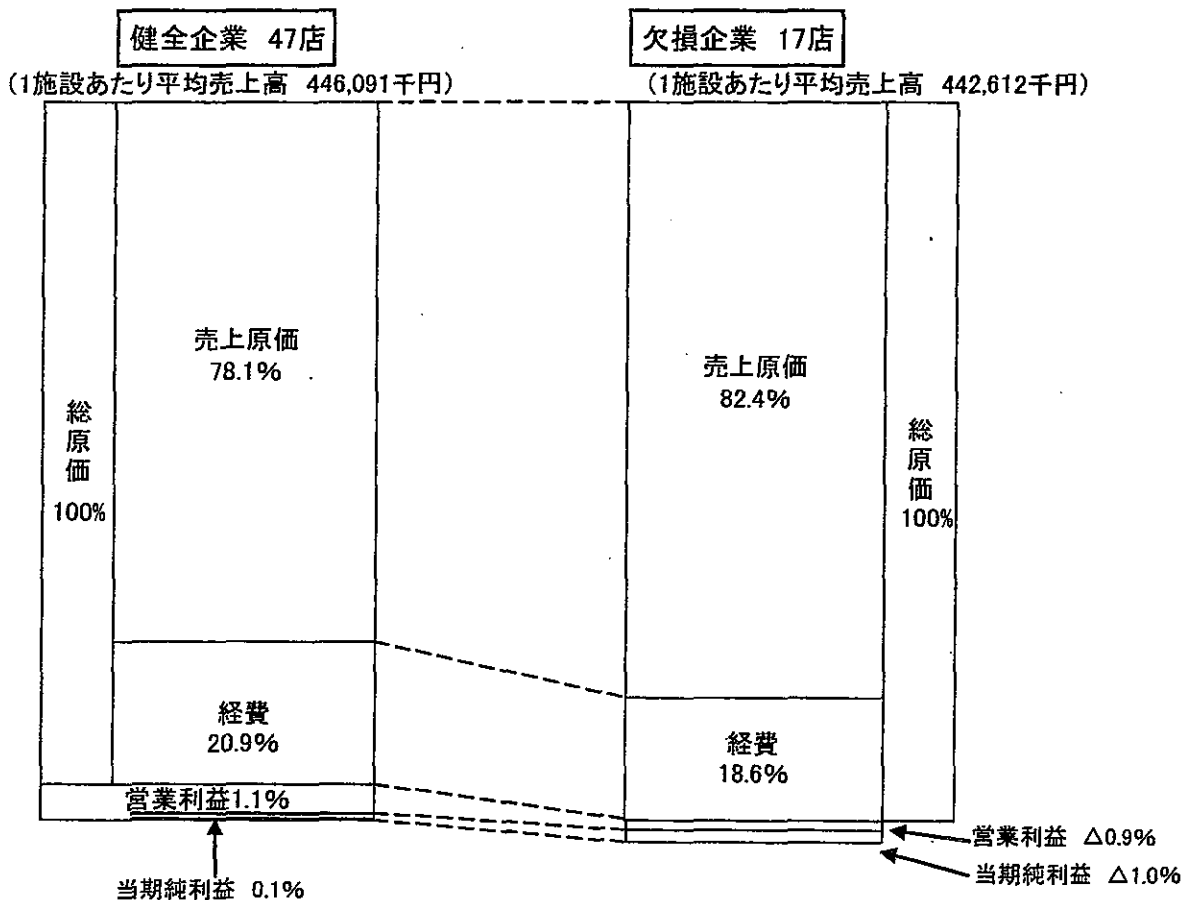 健全企業 47店
(1施設あたり平均売上高 446,091千円)
売上原価
78.1%
総原価
100%
経費
20.9%
営業利益1.1%
当期純利益 0.1%
欠損企業 17店
(1施設あたり平均売上高 442,612千円)
売上原価
82.4%
総原価
100%
経費
18.6%
営業利益 △0.9%
当期純利益 △1.0%